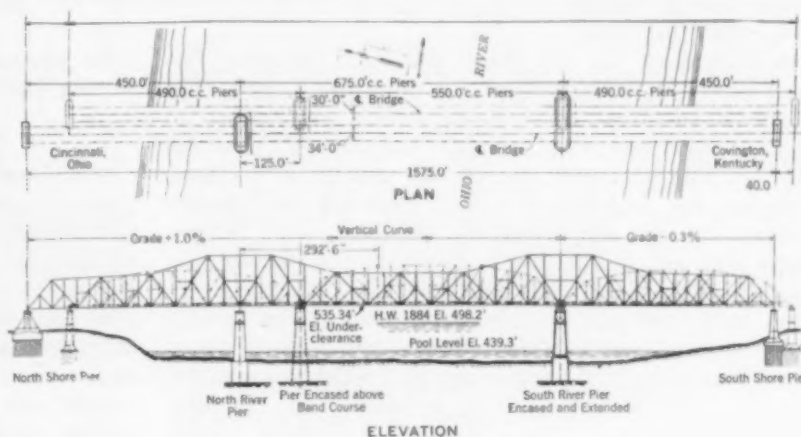 RIVER
450.0'
675.0' c.c. Piers
450.0'
490.0 c.c. Piers
550.0 c.c. Piers
490.0 c.c. Piers
30'-0"
℄ Bridge
Cincinnati,
Ohio
34'-0"
℄ Bridge
Covington,
Kentucky
125.0'
1575.0'
40.0
PLAN
OHIO
Vertical Curve
Grade + 1.0%
292'-6"
Grade - 0.3%
535.34'
El. Under-
clearance
H.W. 1884 El. 498.2'
Pool Level El. 439.3'
North Shore Pier
North River
Pier
Pier Encased above
Band Course
South River Pier
Encased and Extended
South Shore Pie
ELEVATION